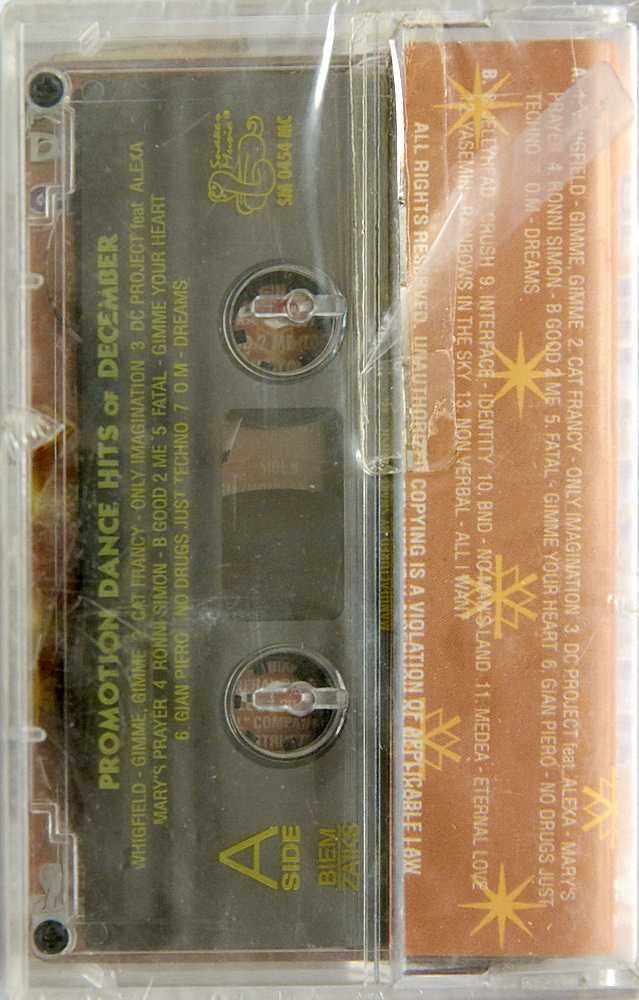 PROMOTION DANCE HITS of DECEMBER
WHIGFIELD - GIMME, GIMME 2 CAT FRANCY - ONLY IMAGINATION 3 DC PROJECT feat ALEXA
MARY'S PRAYER 4 RONNI SIMON - B GOOD 2 ME 5 FATAL - GIMME YOUR HEART
6 GIAN PIERO - NO DRUGS JUST TECHNO 7 O M - DREAMS
A
SIDE
BIEM
ZAIKS
SM 0454 MC
A. GIMME, GIMME 2. CAT FRANCY - ONLY IMAGINATION 3 DC PROJECT feat. ALEXA - MARY'S
PRAYER 4 RONNI SIMON - B GOOD 2 ME 5. FATAL - GIMME YOUR HEART 6. GIAN PIERO - NO DRUGS JUST
TECHNO 7 O.M - DREAMS
B. CRUSH 9. INTERFACE - IDENTITY 10. BND - NO MAN'S LAND 11. MEDEA - ETERNAL LOVE
YASEMIN - RAINBOWS IN THE SKY 13. NON VERBAL - ALL I WANT
ALL RIGHTS RESERVED. UNAUTHORIZED COPYING IS A VIOLATION OF APPLICABLE LAW